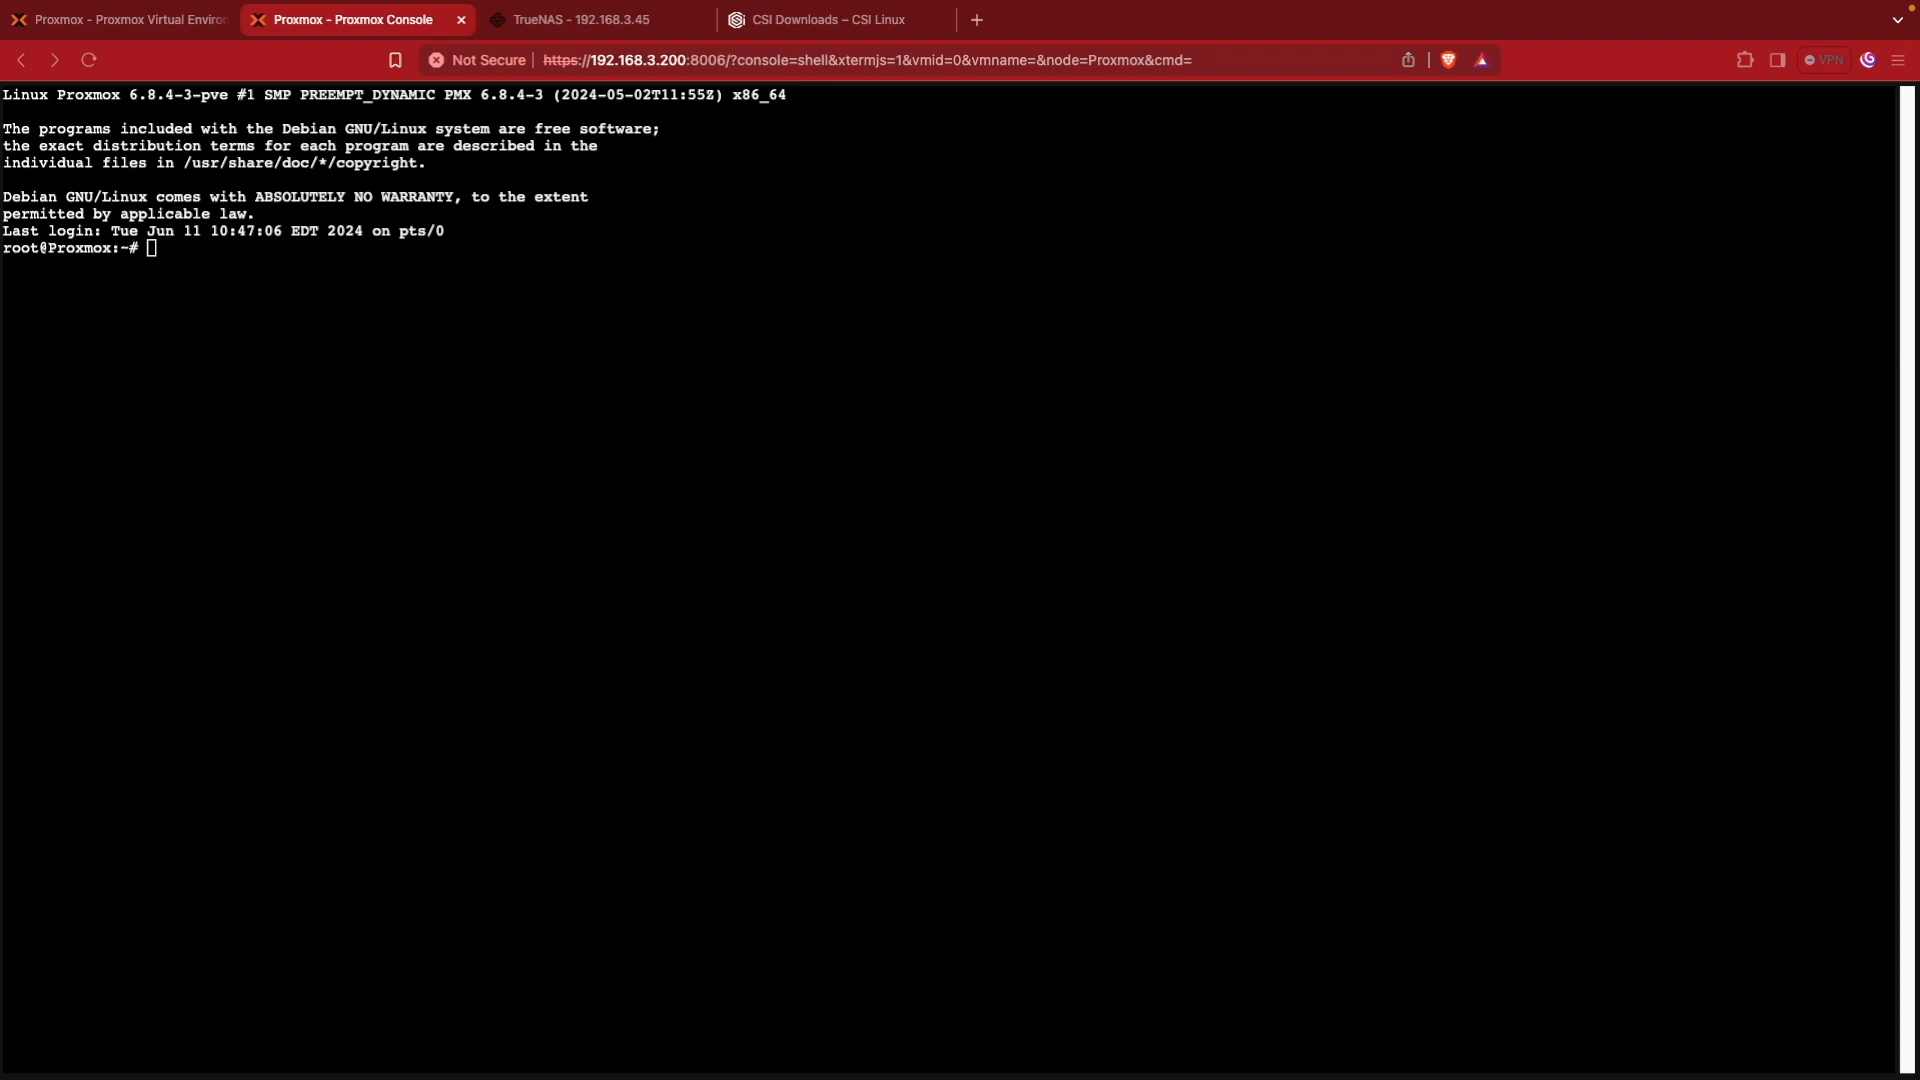 Proxmox - Proxmox Virtual Environ
Proxmox - Proxmox Console
TrueNAS - 192.168.3.45
CSI Downloads – CSI Linux
Not Secure
https://192.168.3.200:8006/?console=shell&xtermjs=1&vmid=0&vmname=&node=Proxmox&cmd=
VPN
Linux Proxmox 6.8.4-3-pve #1 SMP PREEMPT_DYNAMIC PMX 6.8.4-3 (2024-05-02T11:55Z) x86_64
The programs included with the Debian GNU/Linux system are free software;
the exact distribution terms for each program are described in the
individual files in /usr/share/doc/*/copyright.
Debian GNU/Linux comes with ABSOLUTELY NO WARRANTY, to the extent
permitted by applicable law.
Last login: Tue Jun 11 10:47:06 EDT 2024 on pts/0
root@Proxmox:~#